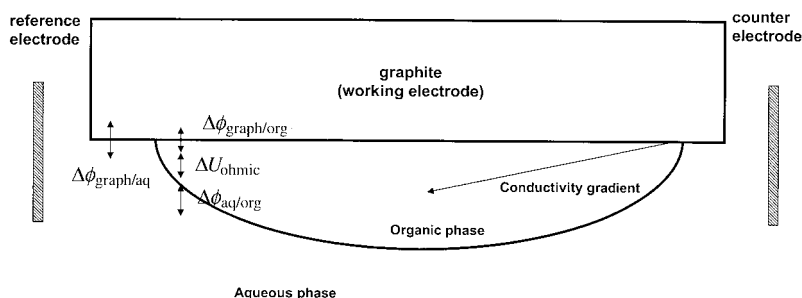 reference
electrode
counter
electrode
graphite
(working electrode)
Δϕgraph/org
ΔUohmic
Δϕgraph/aq
Δϕaq/org
Conductivity gradient
Organic phase
Aqueous phase